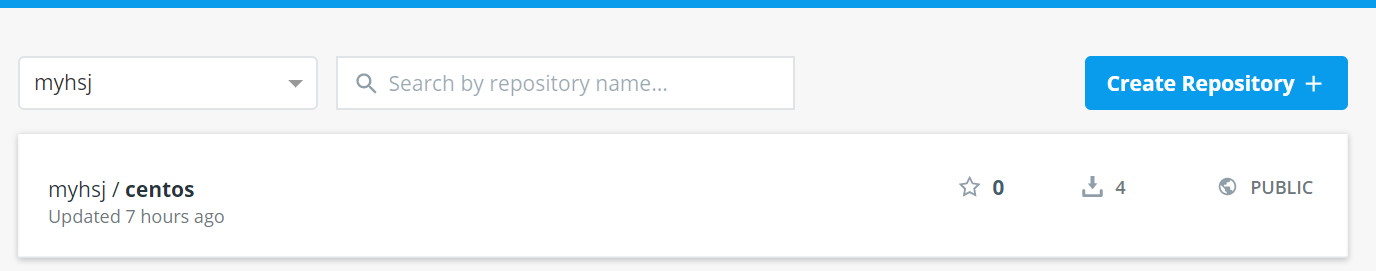 myhsj
Search by repository name...
Create Repository +
myhsj / centos
0
4
PUBLIC
Updated 7 hours ago